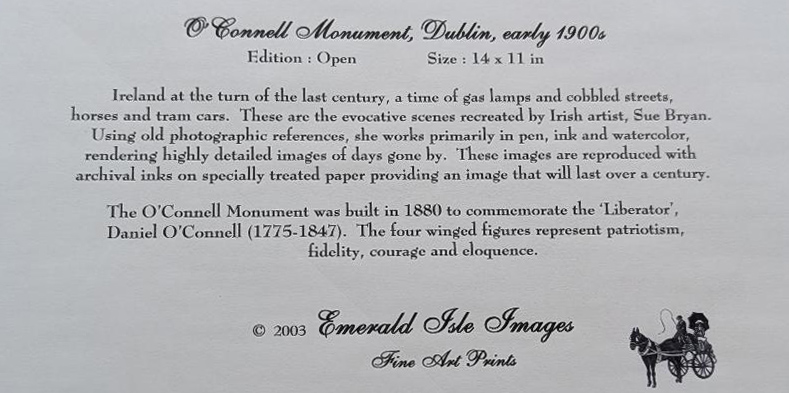 O'Connell Monument, Dublin, early 1900s
Edition : Open Size : 14 x 11 in
Ireland at the turn of the last century, a time of gas lamps and cobbled streets,
horses and tram cars. These are the evocative scenes recreated by Irish artist, Sue Bryan.
Using old photographic references, she works primarily in pen, ink and watercolor,
rendering highly detailed images of days gone by. These images are reproduced with
archival inks on specially treated paper providing an image that will last over a century.
The O'Connell Monument was built in 1880 to commemorate the 'Liberator',
Daniel O'Connell (1775-1847). The four winged figures represent patriotism,
fidelity, courage and eloquence.
© 2003 Emerald Isle Images
Fine Art Prints